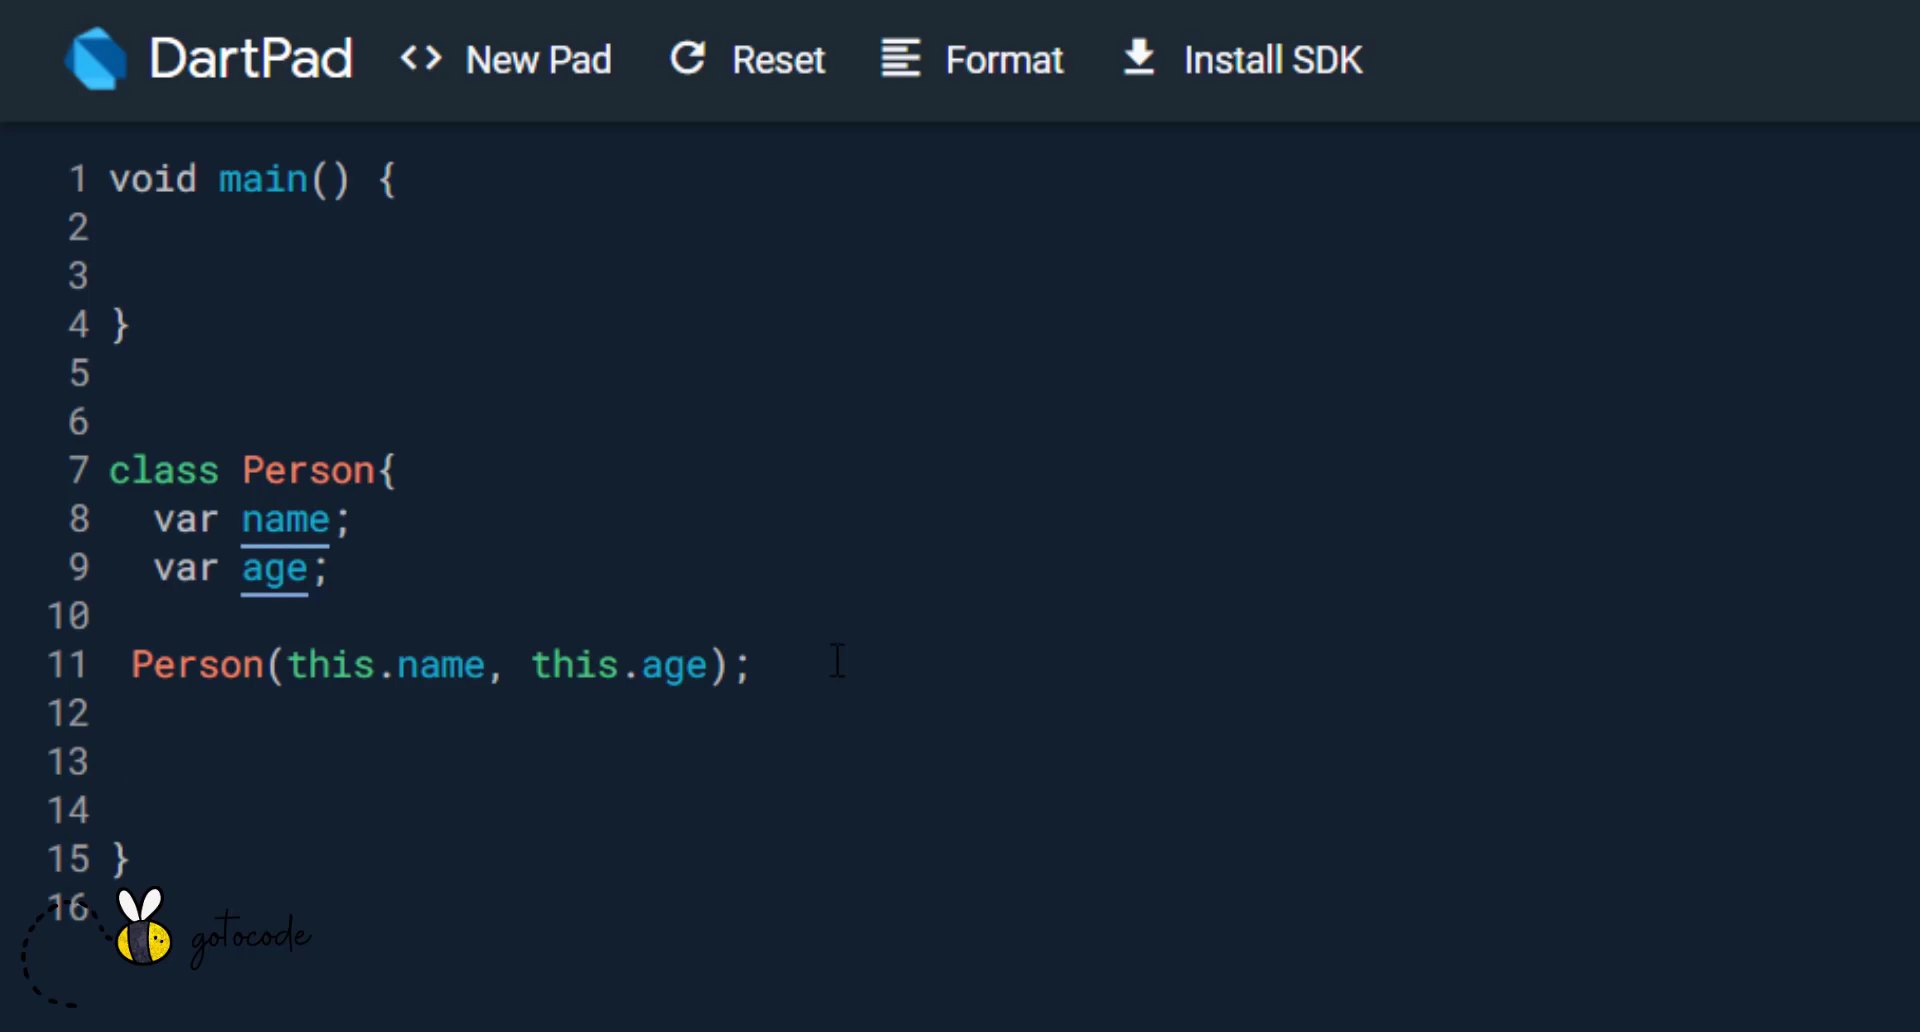 DartPad <> New Pad Reset Format Install SDK
1 void main() {
2
3
4 }
5
6
7 class Person{
8 var name;
9 var age;
10
11 Person(this.name, this.age);
12
13
14
15 }
16
gotocode